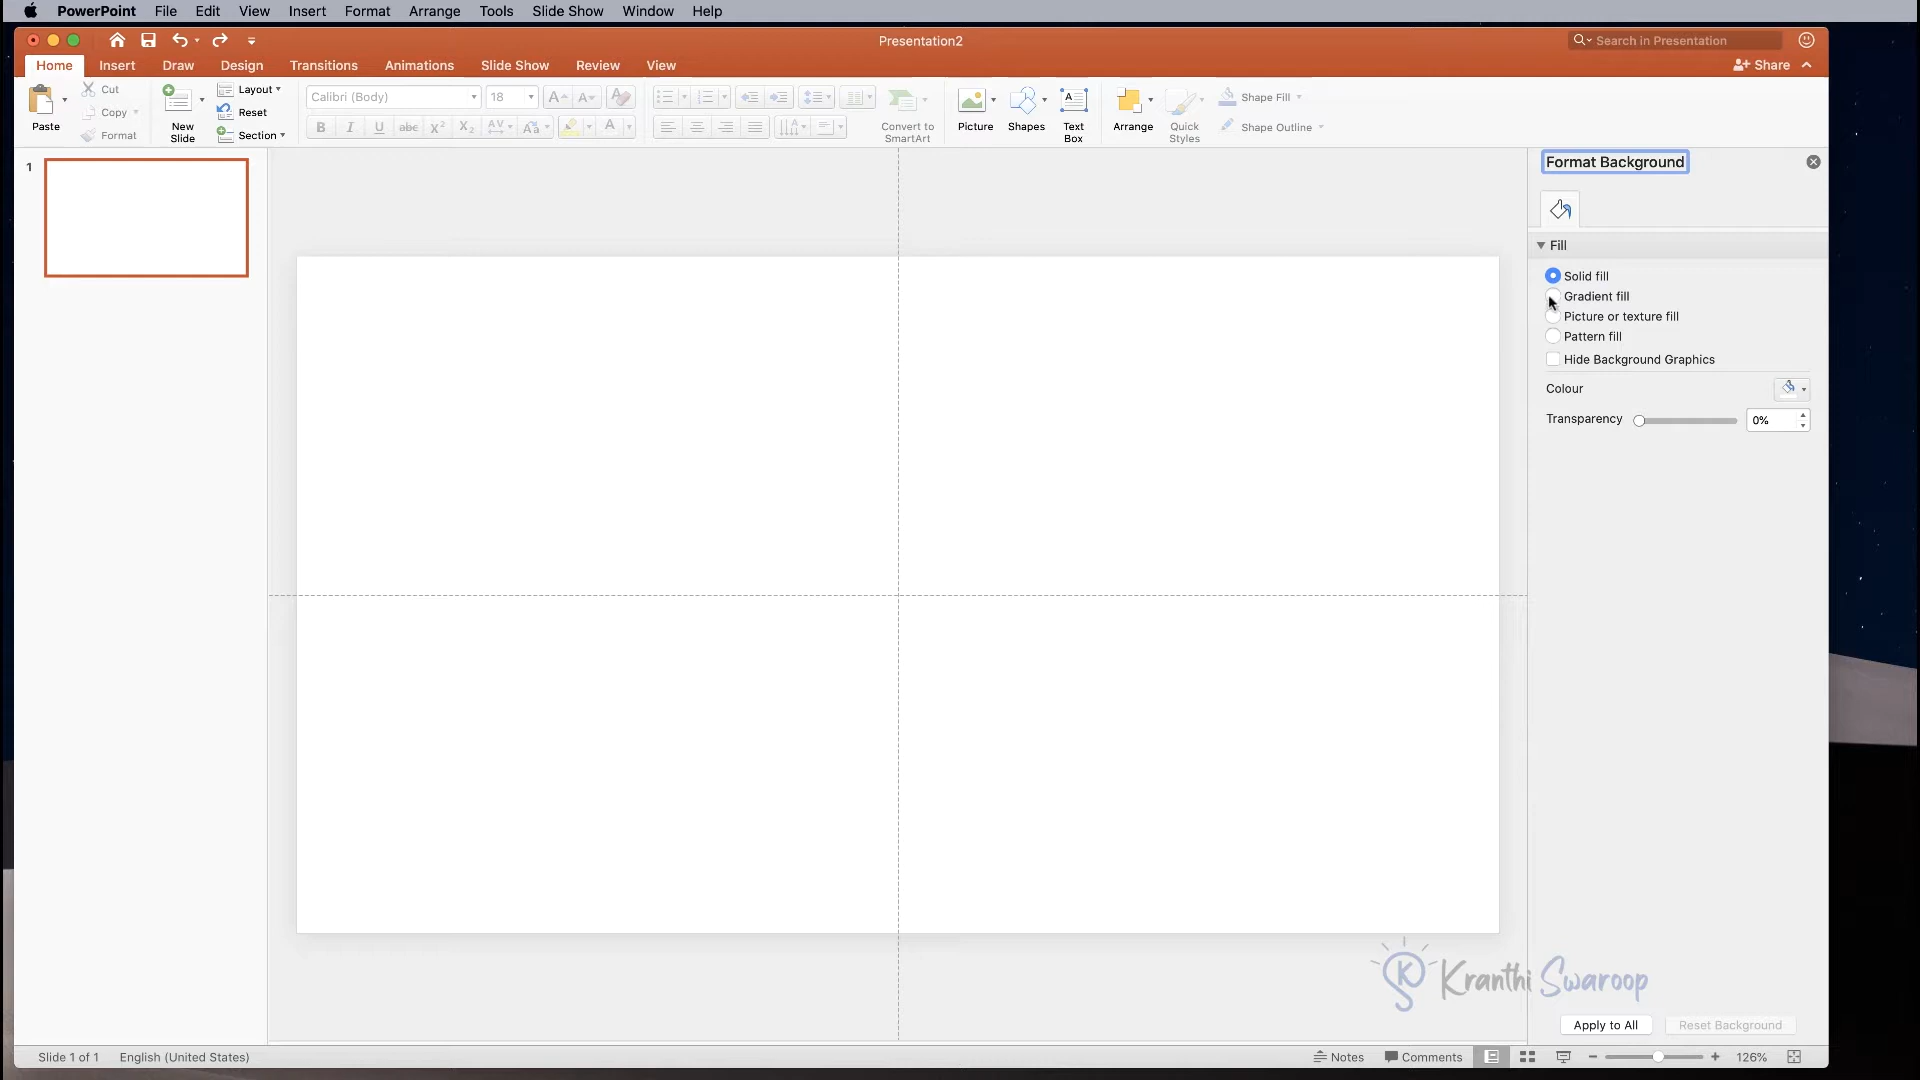 PowerPoint File Edit View Insert Format Arrange Tools Slide Show Window Help
Presentation2
Search in Presentation
Home Insert Draw Design Transitions Animations Slide Show Review View
Share
Paste
Cut
Copy
Format
New Slide
Layout
Reset
Section
Calibri (Body)
18
Convert to SmartArt
Picture
Shapes
Text Box
Arrange
Quick Styles
Shape Fill
Shape Outline
1
Format Background
Fill
Solid fill
Gradient fill
Picture or texture fill
Pattern fill
Hide Background Graphics
Colour
Transparency 0%
Kranthi Swaroop
Apply to All
Reset Background
Slide 1 of 1 English (United States)
Notes Comments 126%